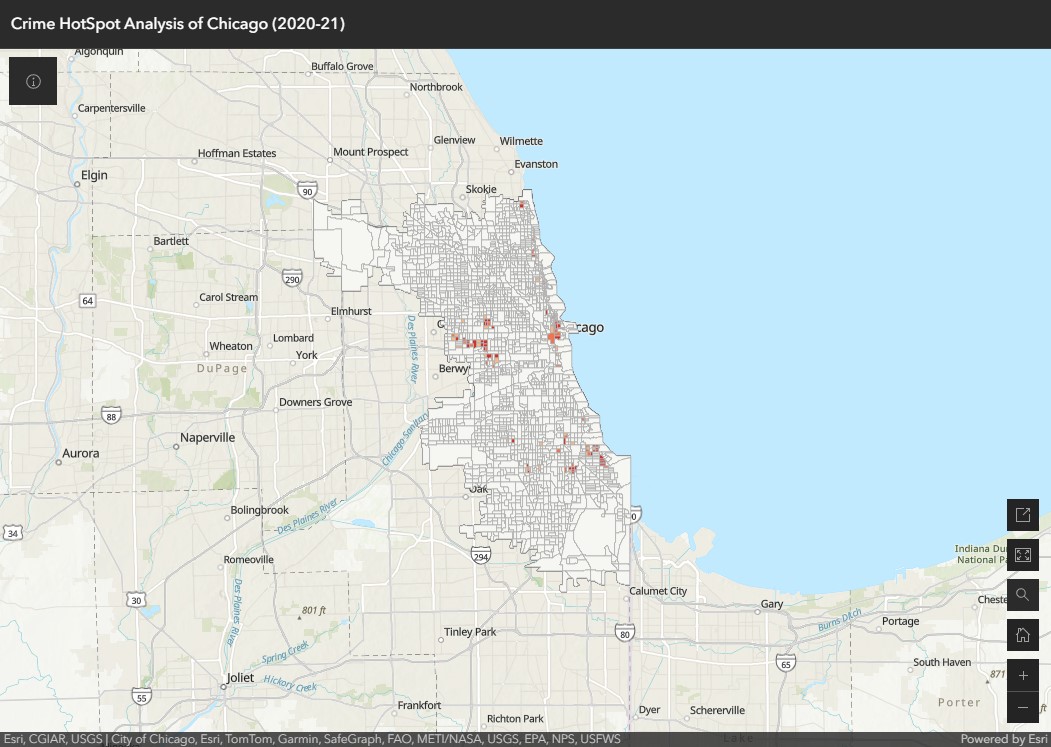 Crime HotSpot Analysis of Chicago (2020-21)
Algonquin
Buffalo Grove
Northbrook
Carpentersville
Glenview
Wilmette
Hoffman Estates
Mount Prospect
Evanston
Elgin
90
Skokie
Bartlett
290
64
Carol Stream
Elmhurst
cago
Des Plaines River
Lombard
Wheaton
York
DuPage
Berwy
Downers Grove
88
Naperville
Chicago Sanitary
Aurora
Oak
Bolingbrook
Des Plaines River
0
34
294
Indiana Du
National Pa
Romeoville
Calumet City
30
Des Plaines River
801 ft
Gary
Cheste
Burns Ditch
Portage
Tinley Park
80
Spring Creek
65
South Haven
Joliet
Hickory Creek
871
55
Frankfort
Porter
ft
Richton Park
Dyer
Schererville
Lake
Esri, CGIAR, USGS | City of Chicago, Esri, TomTom, Garmin, SafeGraph, FAO, METI/NASA, USGS, EPA, NPS, USFWS
Powered by Esri